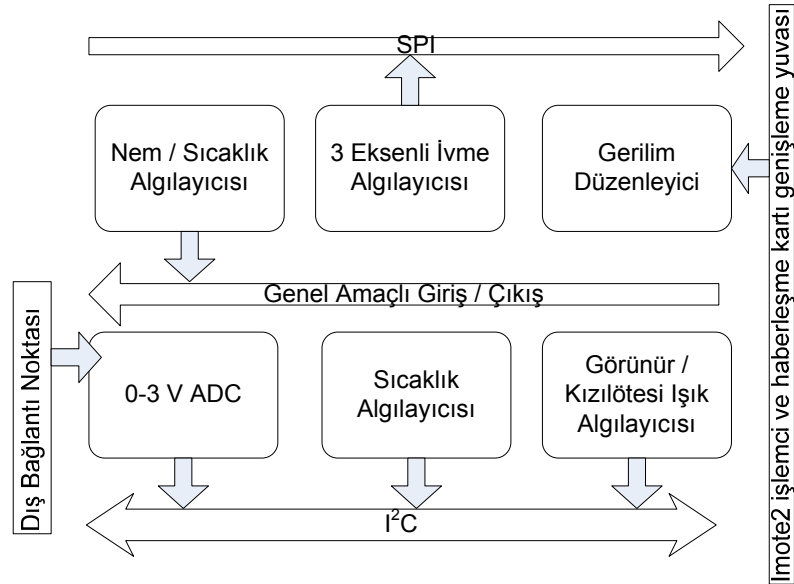 SPI
Nem / Sıcaklık
Algılayıcısı
3 Eksenli İvme
Algılayıcısı
Gerilim
Düzenleyici
Genel Amaçlı Giriş / Çıkış
Dış Bağlantı Noktası
0-3 V ADC
Sıcaklık
Algılayıcısı
Görünür /
Kızılötesi Işık
Algılayıcısı
I²C
Imote2 işlemci ve haberleşme kartı genişleme yuvası